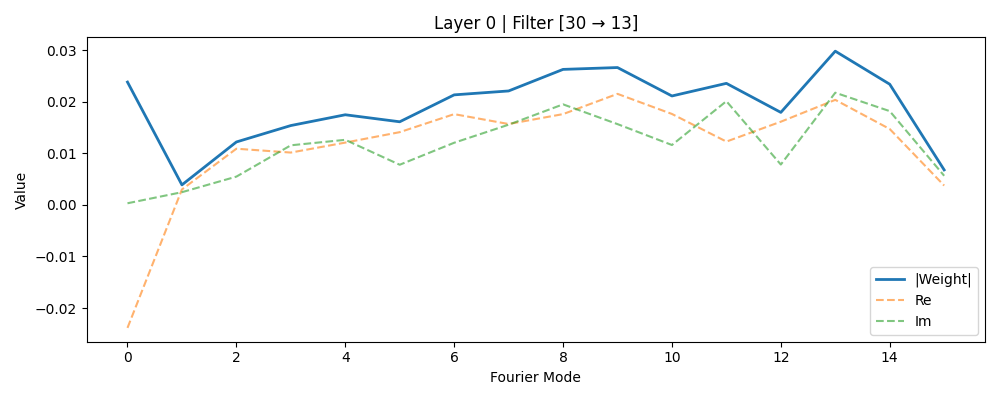 Layer 0 | Filter [30 → 13]
Value
0.03
0.02
0.01
0.00
−0.01
−0.02
0 2 4 6 8 10 12 14
Fourier Mode
|Weight|
Re
Im